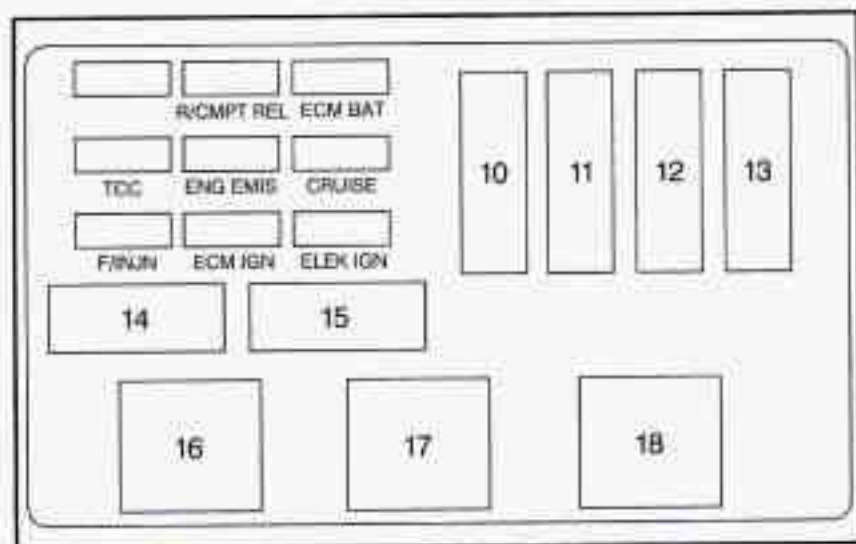 R/CMPT REL ECM BAT
TCC ENG EMIS CRUISE
F/INJN ECM IGN ELEK IGN
10 11 12 13
14 15
16 17 18